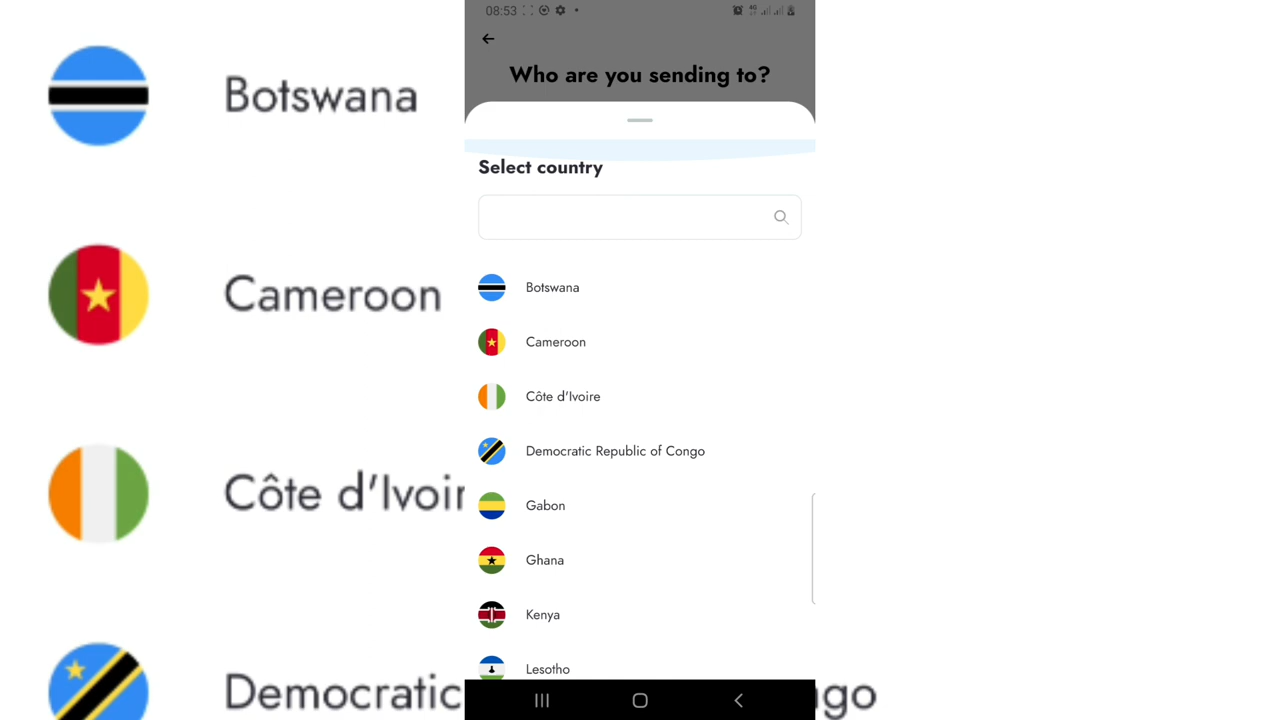 08:53
4G
Who are you sending to?
Select country
Botswana
Cameroon
Côte d'Ivoire
Democratic Republic of Congo
Gabon
Ghana
Kenya
Lesotho
Botswana
Cameroon
Côte d'Ivoir
Democratic
ngo